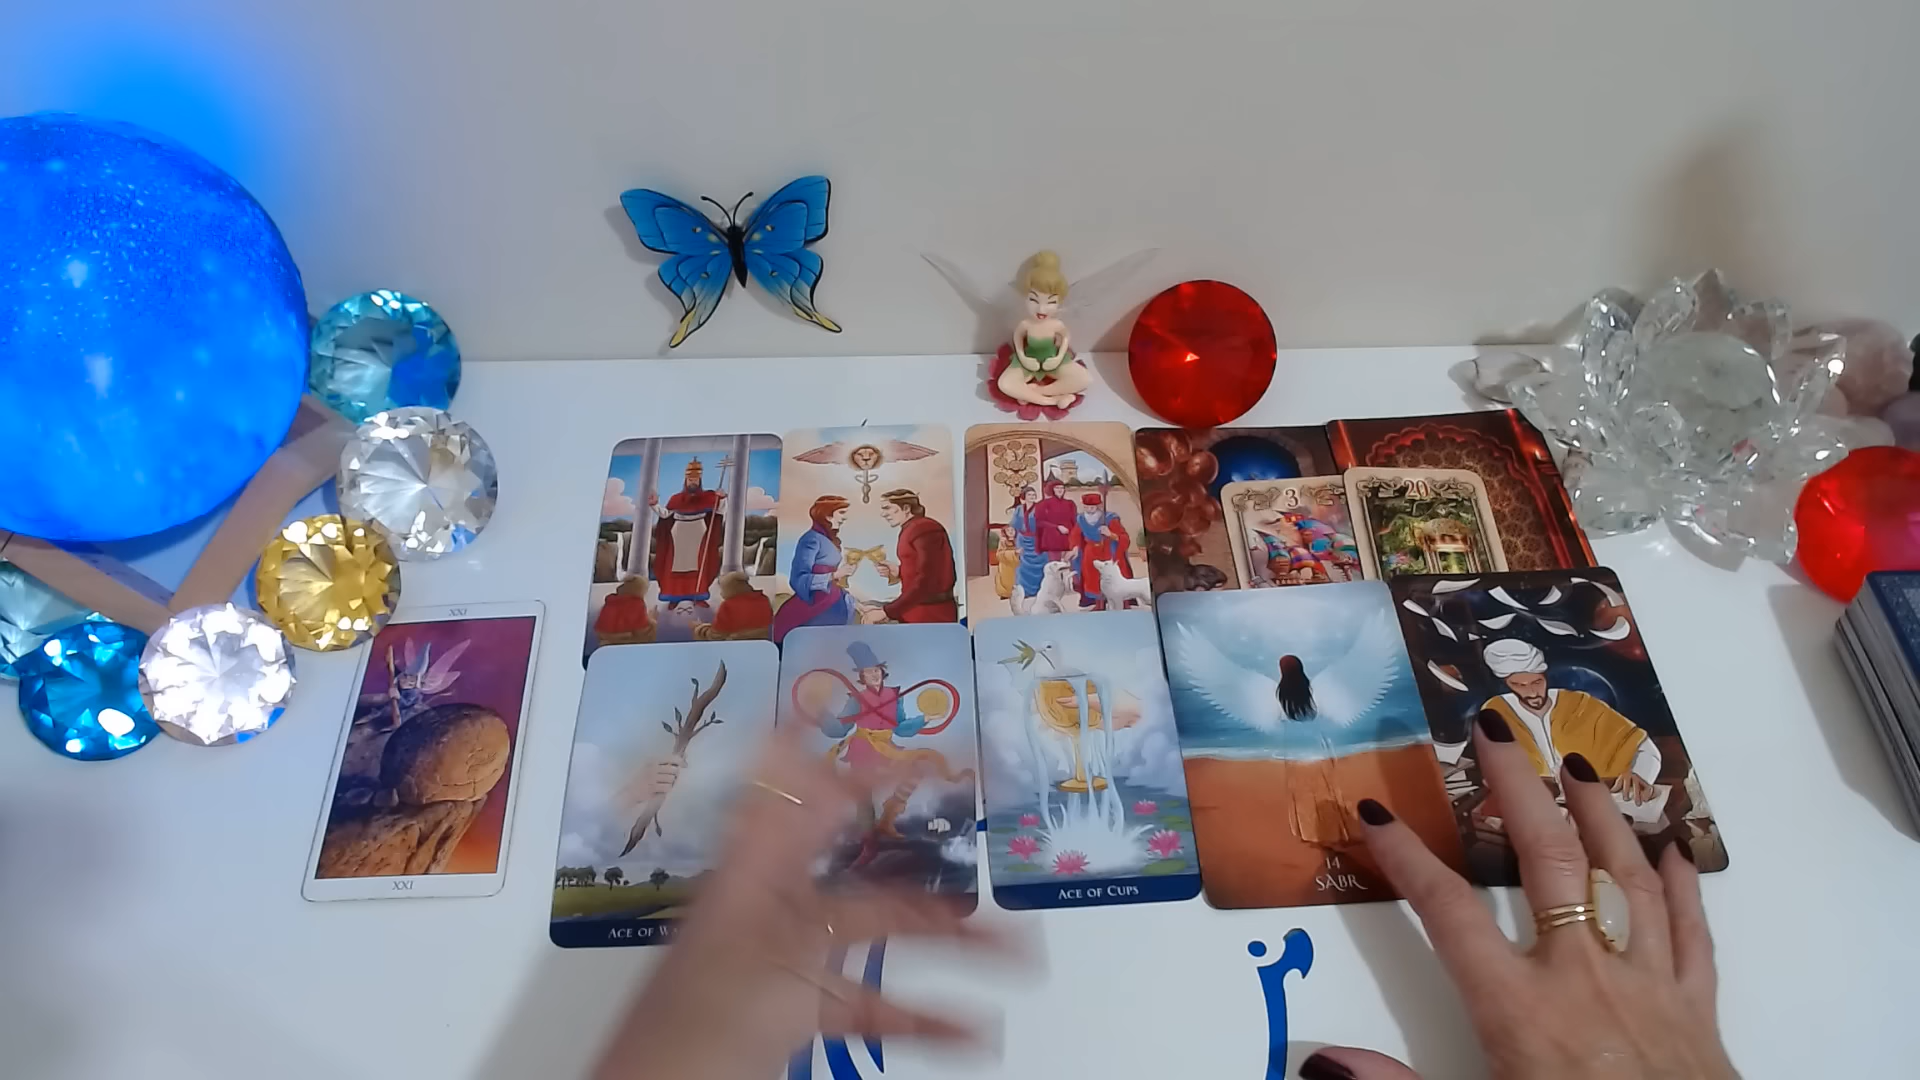 3
20
XXI
XXI
ACE OF
ACE OF CUPS
14
SABR